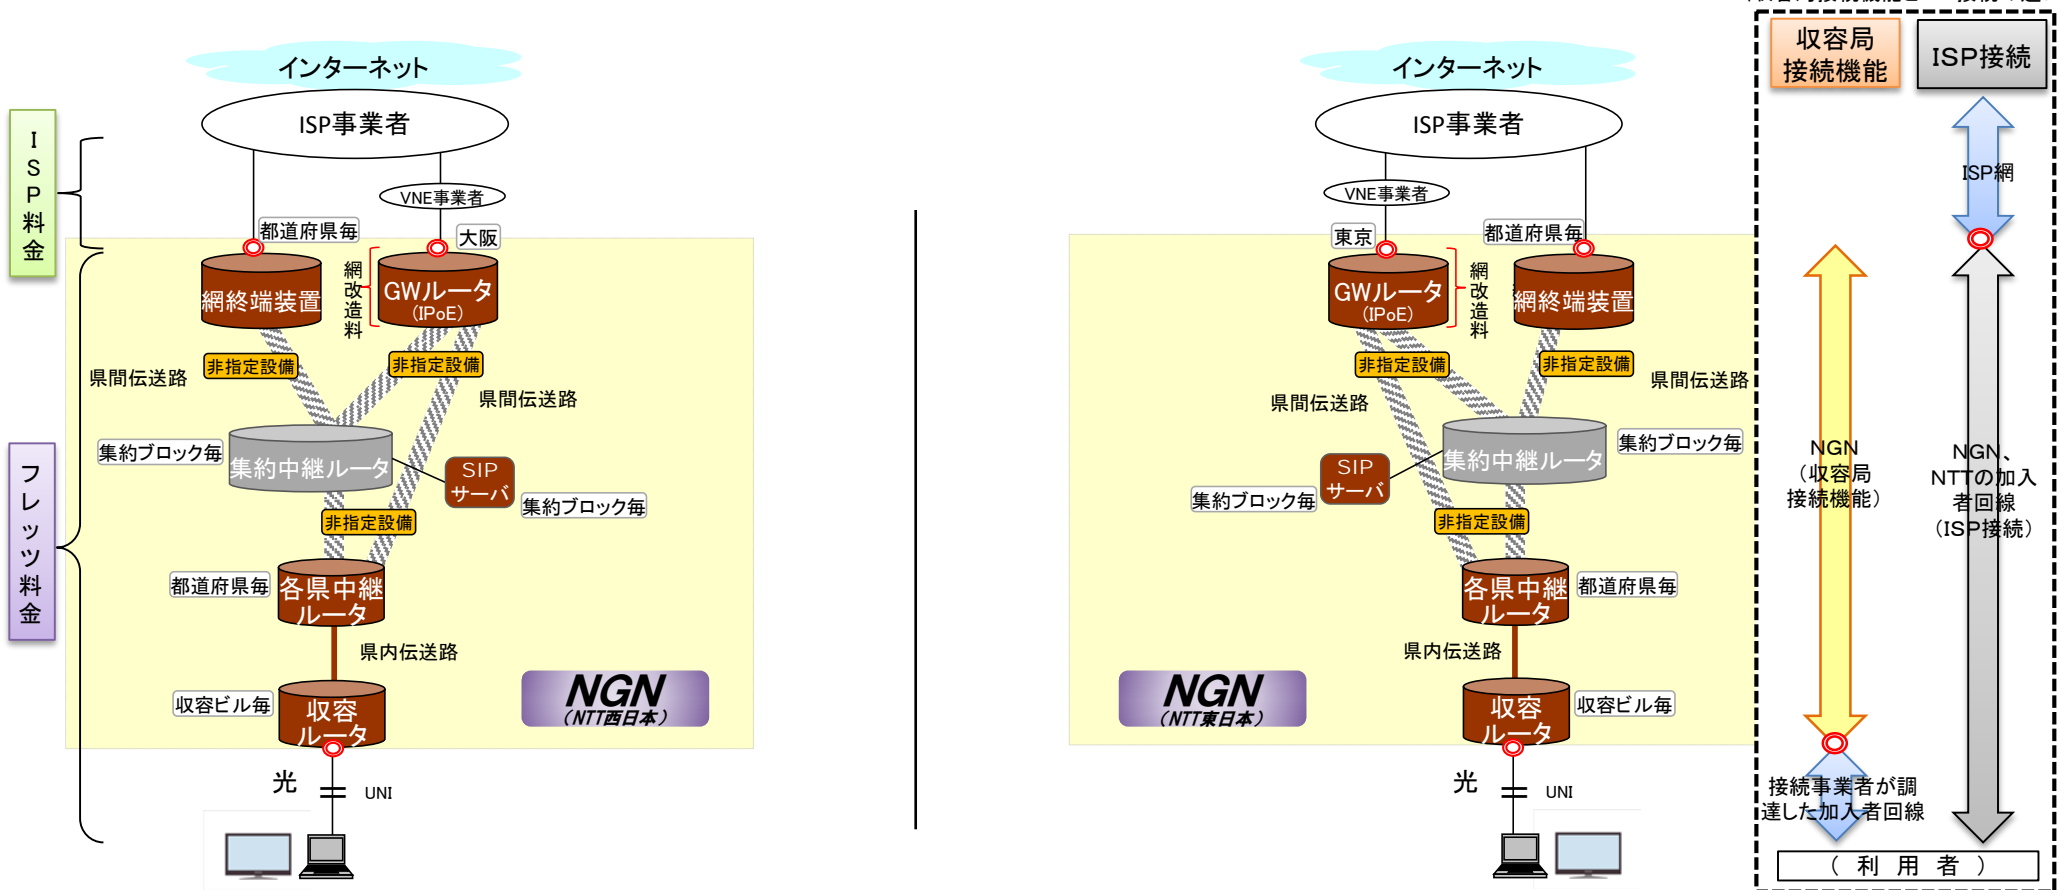 インターネット
ISP事業者
VNE事業者
都道府県毎
大阪
網終端装置
網改造料
GWルータ
(IPoE)
非指定設備
非指定設備
県間伝送路
県間伝送路
集約ブロック毎
集約中継ルータ
SIP
サーバ
集約ブロック毎
非指定設備
都道府県毎
各県中継
ルータ
県内伝送路
収容ビル毎
収容
ルータ
NGN
(NTT西日本)
光
UNI
ISP料金
フレッツ料金
インターネット
ISP事業者
VNE事業者
東京
都道府県毎
GWルータ
(IPoE)
網改造料
網終端装置
非指定設備
非指定設備
県間伝送路
県間伝送路
集約中継ルータ
集約ブロック毎
SIP
サーバ
集約ブロック毎
非指定設備
各県中継
ルータ
都道府県毎
県内伝送路
NGN
(NTT東日本)
収容
ルータ
収容ビル毎
光
UNI
収容局
接続機能
ISP接続
ISP網
NGN
(収容局
接続機能)
NGN、
NTTの加入
者回線
(ISP接続)
接続事業者が調
達した加入者回線
( 利 用 者 )